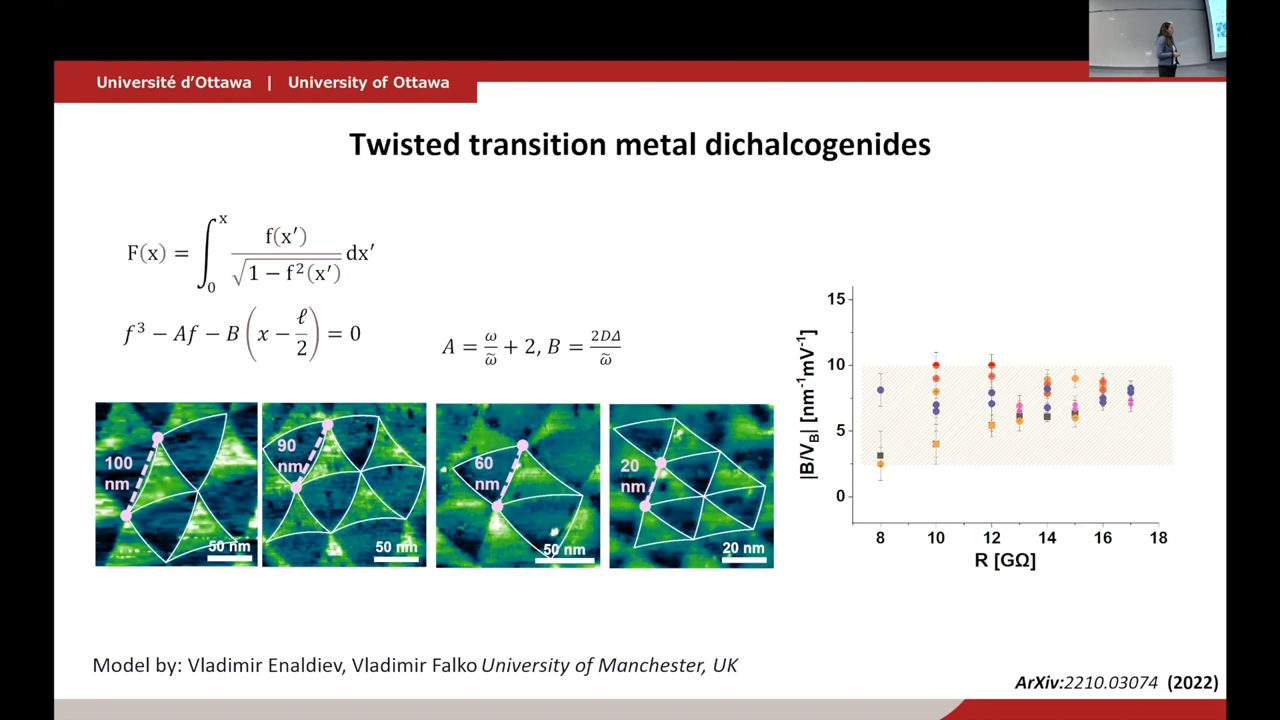 Université d'Ottawa | University of Ottawa
Twisted transition metal dichalcogenides
F(x) = ∫₀ˣ f(x′) / √(1 − f²(x′)) dx′
f³ − Af − B (x − ℓ/2) = 0
A = ω/ω̃ + 2, B = 2DΔ/ω̃
100 nm
50 nm
90 nm
50 nm
60 nm
50 nm
20 nm
20 nm
|B/V_B| [nm⁻¹mV⁻¹]
15
10
5
0
8 10 12 14 16 18
R [GΩ]
Model by: Vladimir Enaldiev, Vladimir Falko University of Manchester, UK
ArXiv:2210.03074 (2022)